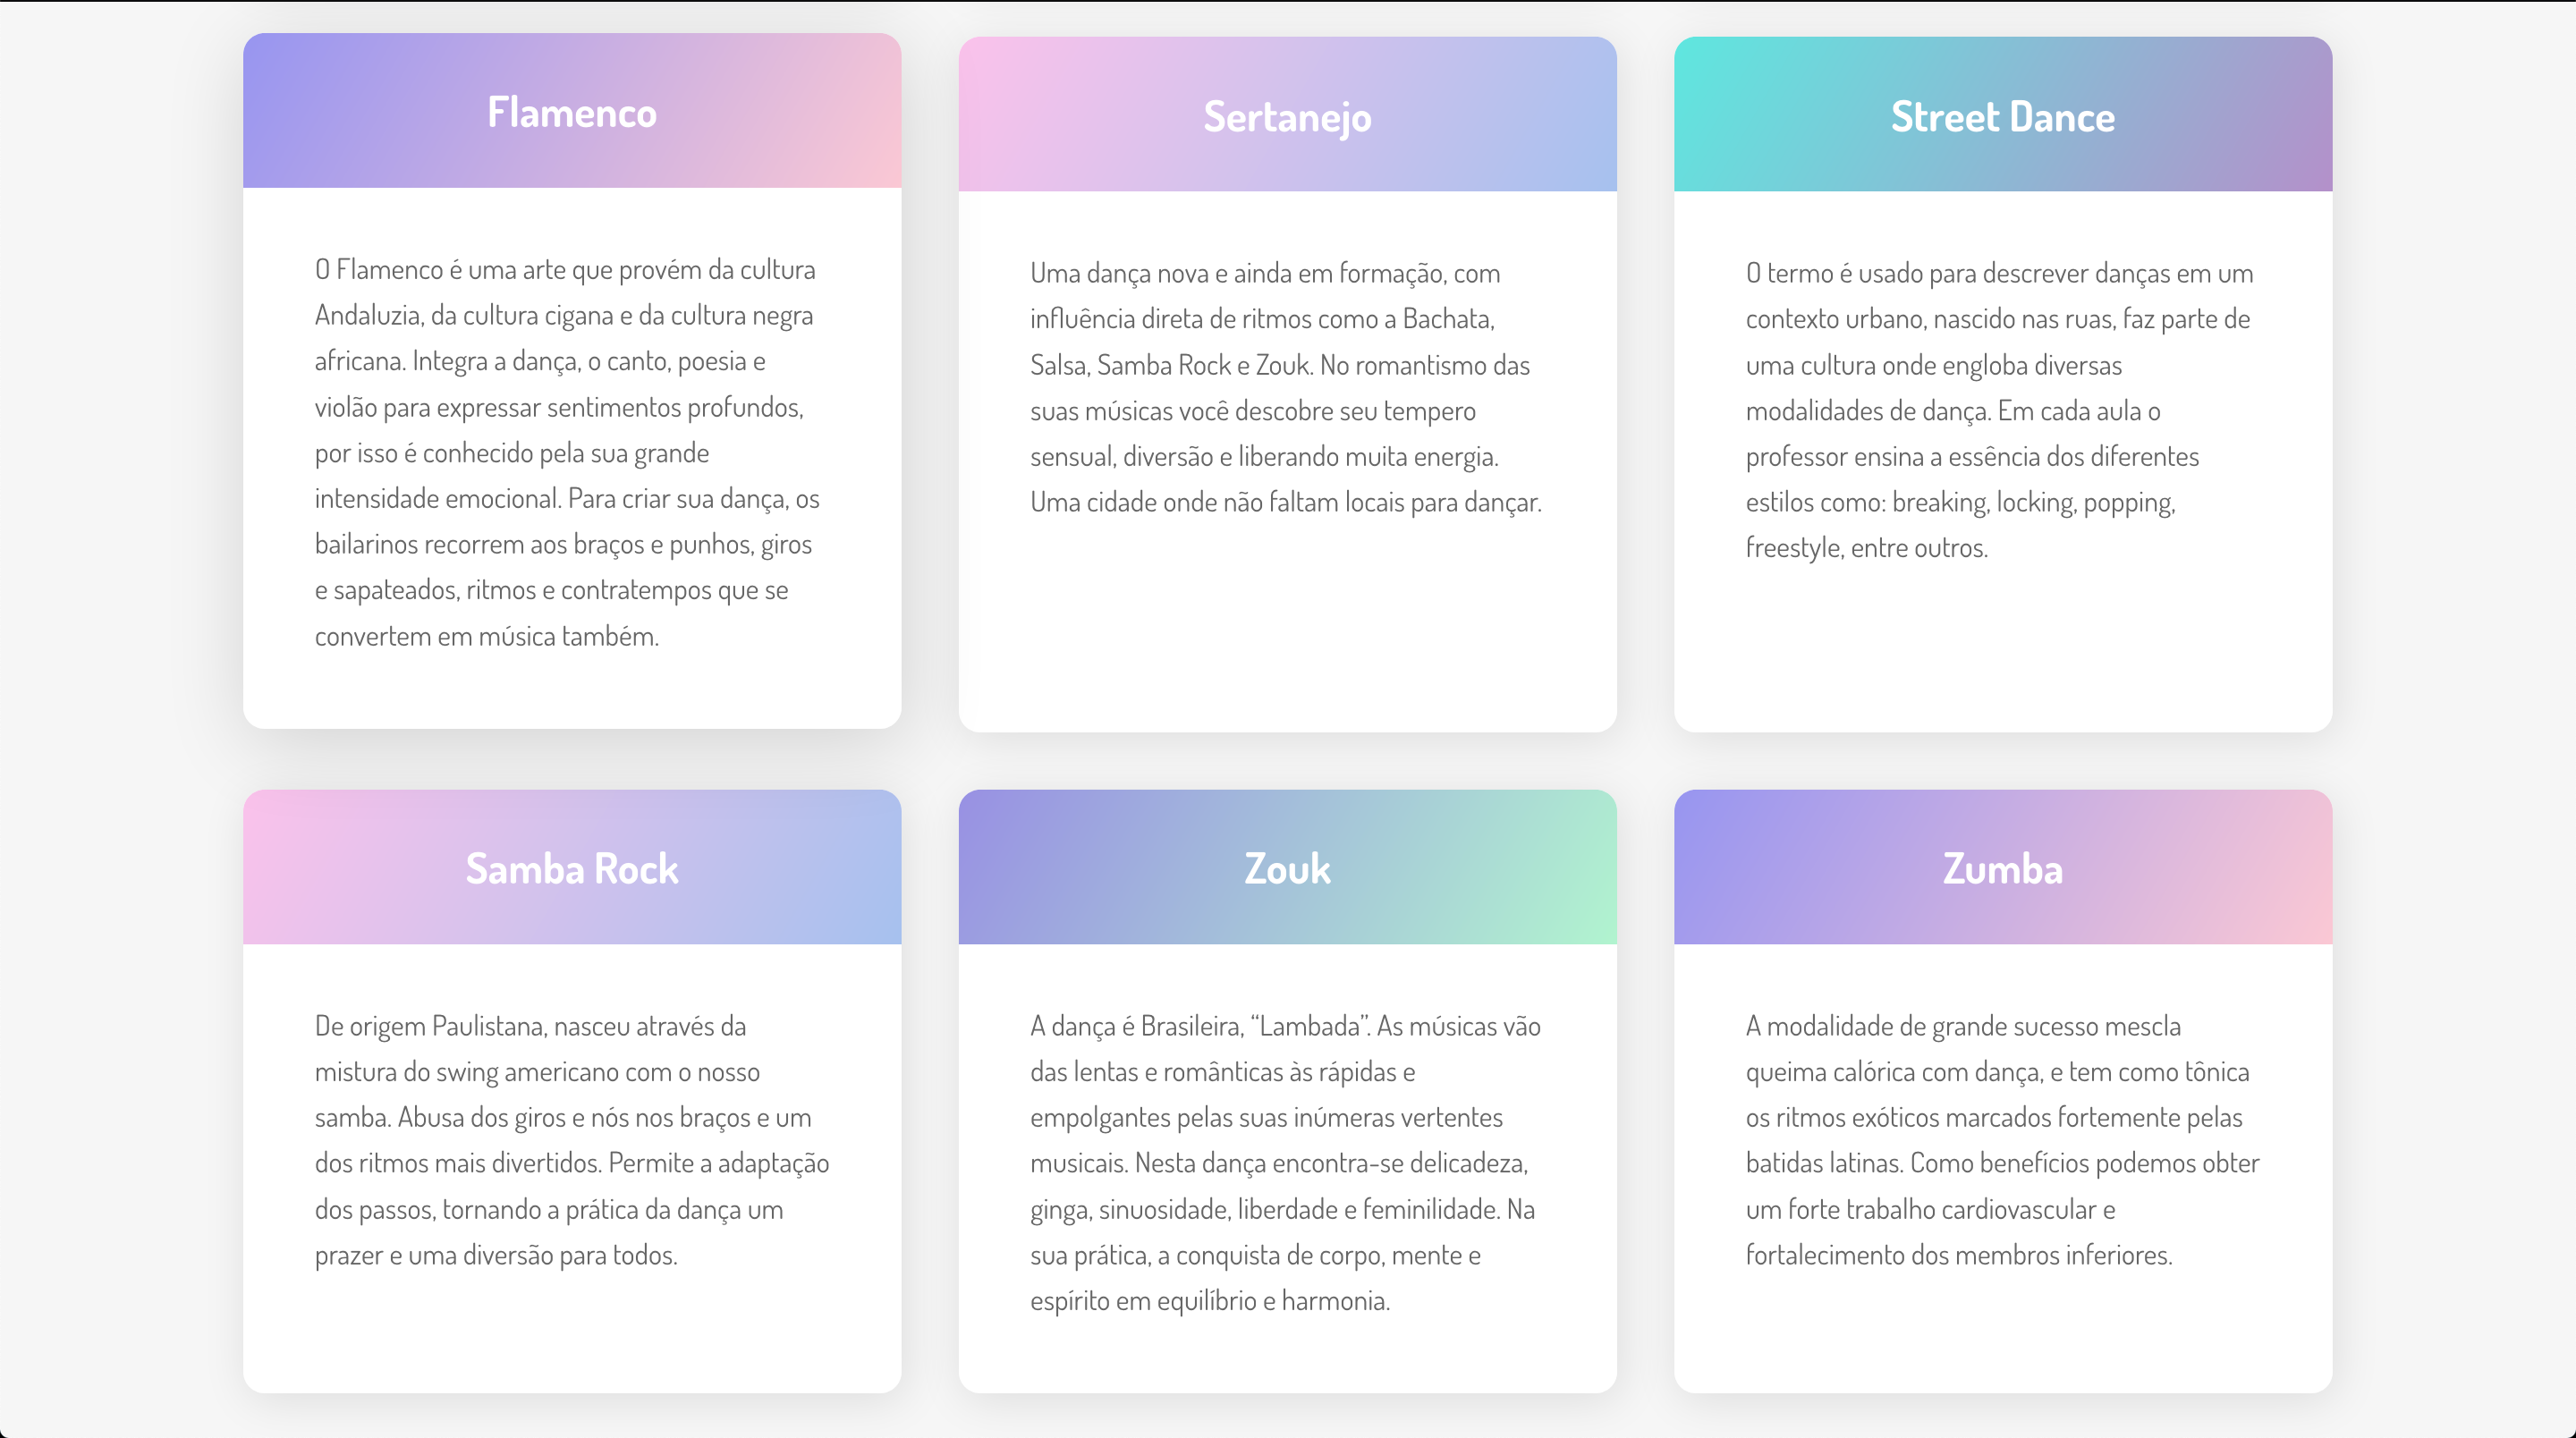 Flamenco
O Flamenco é uma arte que provém da cultura
Andaluzia, da cultura cigana e da cultura negra
africana. Integra a dança, o canto, poesia e
violão para expressar sentimentos profundos,
por isso é conhecido pela sua grande
intensidade emocional. Para criar sua dança, os
bailarinos recorrem aos braços e punhos, giros
e sapateados, ritmos e contratempos que se
convertem em música também.
Sertanejo
Uma dança nova e ainda em formação, com
influência direta de ritmos como a Bachata,
Salsa, Samba Rock e Zouk. No romantismo das
suas músicas você descobre seu tempero
sensual, diversão e liberando muita energia.
Uma cidade onde não faltam locais para dançar.
Street Dance
O termo é usado para descrever danças em um
contexto urbano, nascido nas ruas, faz parte de
uma cultura onde engloba diversas
modalidades de dança. Em cada aula o
professor ensina a essência dos diferentes
estilos como: breaking, locking, popping,
freestyle, entre outros.
Samba Rock
De origem Paulistana, nasceu através da
mistura do swing americano com o nosso
samba. Abusa dos giros e nós nos braços e um
dos ritmos mais divertidos. Permite a adaptação
dos passos, tornando a prática da dança um
prazer e uma diversão para todos.
Zouk
A dança é Brasileira, “Lambada”. As músicas vão
das lentas e românticas às rápidas e
empolgantes pelas suas inúmeras vertentes
musicais. Nesta dança encontra-se delicadeza,
ginga, sinuosidade, liberdade e feminilidade. Na
sua prática, a conquista de corpo, mente e
espírito em equilíbrio e harmonia.
Zumba
A modalidade de grande sucesso mescla
queima calórica com dança, e tem como tônica
os ritmos exóticos marcados fortemente pelas
batidas latinas. Como benefícios podemos obter
um forte trabalho cardiovascular e
fortalecimento dos membros inferiores.